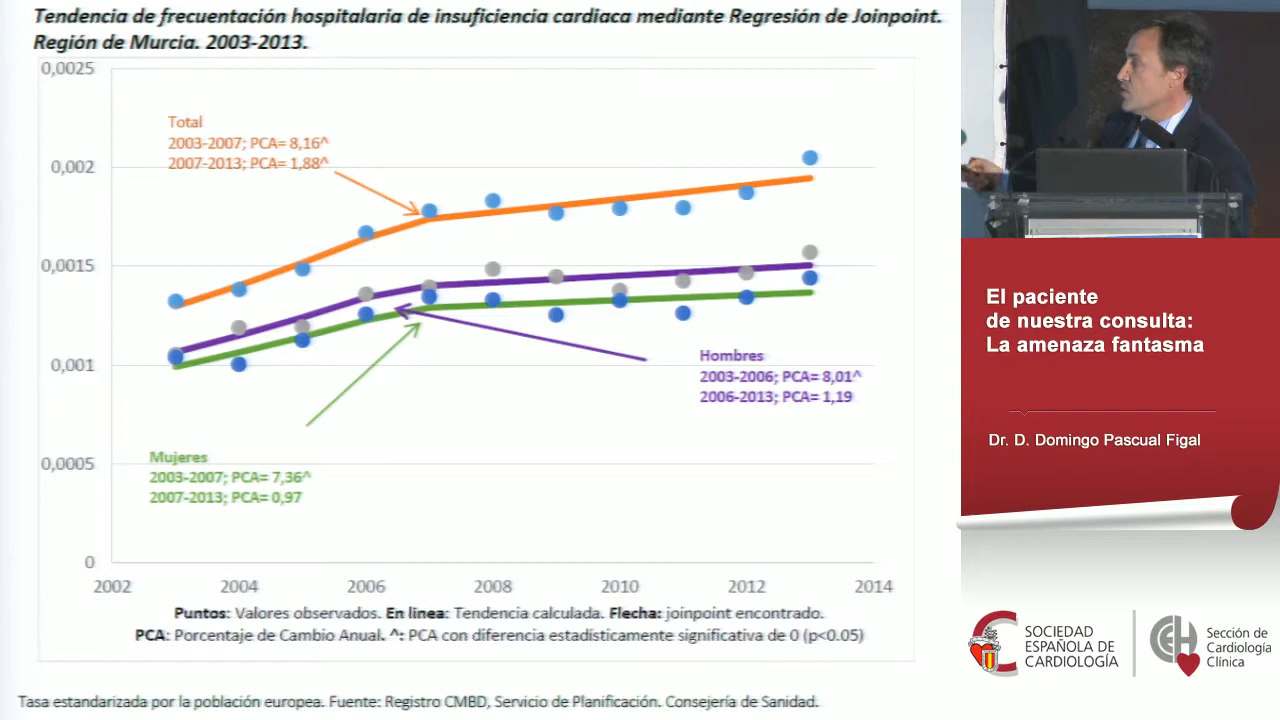 Tendencia de frecuentación hospitalaria de insuficiencia cardiaca mediante Regresión de Joinpoint.
Región de Murcia. 2003-2013.
0,0025
0,002
0,0015
0,001
0,0005
0
2002
2004
2006
2008
2010
2012
2014
Total
2003-2007; PCA= 8,16^
2007-2013; PCA= 1,88^
Hombres
2003-2006; PCA= 8,01^
2006-2013; PCA= 1,19
Mujeres
2003-2007; PCA= 7,36^
2007-2013; PCA= 0,97
Puntos: Valores observados. En línea: Tendencia calculada. Flecha: joinpoint encontrado.
PCA: Porcentaje de Cambio Anual. ^: PCA con diferencia estadísticamente significativa de 0 (p<0.05)
Tasa estandarizada por la población europea. Fuente: Registro CMBD, Servicio de Planificación. Consejería de Sanidad.
El paciente
de nuestra consulta:
La amenaza fantasma
Dr. D. Domingo Pascual Figal
SOCIEDAD
ESPAÑOLA DE
CARDIOLOGÍA
Sección de
Cardiología
Clínica